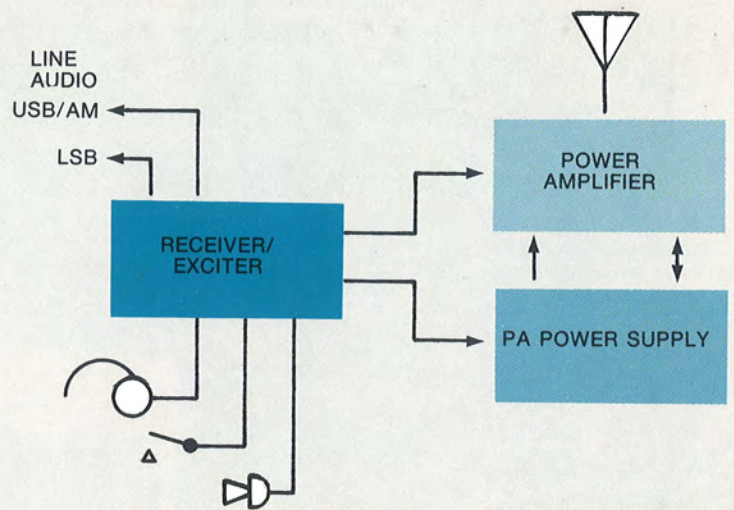 LINE
AUDIO
USB/AM
LSB
RECEIVER/
EXCITER
POWER
AMPLIFIER
PA POWER SUPPLY